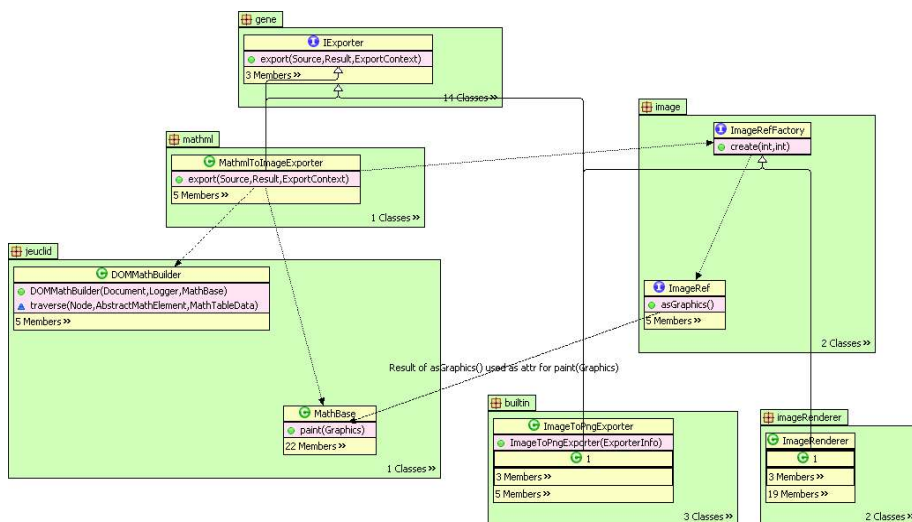 gene
IExporter
export(Source,Result,ExportContext)
3 Members »
14 Classes »
image
ImageRefFactory
create(int,int)
mathml
MathmlToImageExporter
export(Source,Result,ExportContext)
5 Members »
1 Classes »
jeuclid
DOMMathBuilder
DOMMathBuilder(Document,Logger,MathBase)
traverse(Node,AbstractMathElement,MathTableData)
5 Members »
ImageRef
asGraphics()
5 Members »
2 Classes »
Result of asGraphics() used as attr for paint(Graphics)
MathBase
paint(Graphics)
22 Members »
1 Classes »
builtin
ImageToPngExporter
ImageToPngExporter(ExporterInfo)
1
3 Members »
5 Members »
3 Classes »
imageRenderer
ImageRenderer
1
3 Members »
19 Members »
2 Classes »